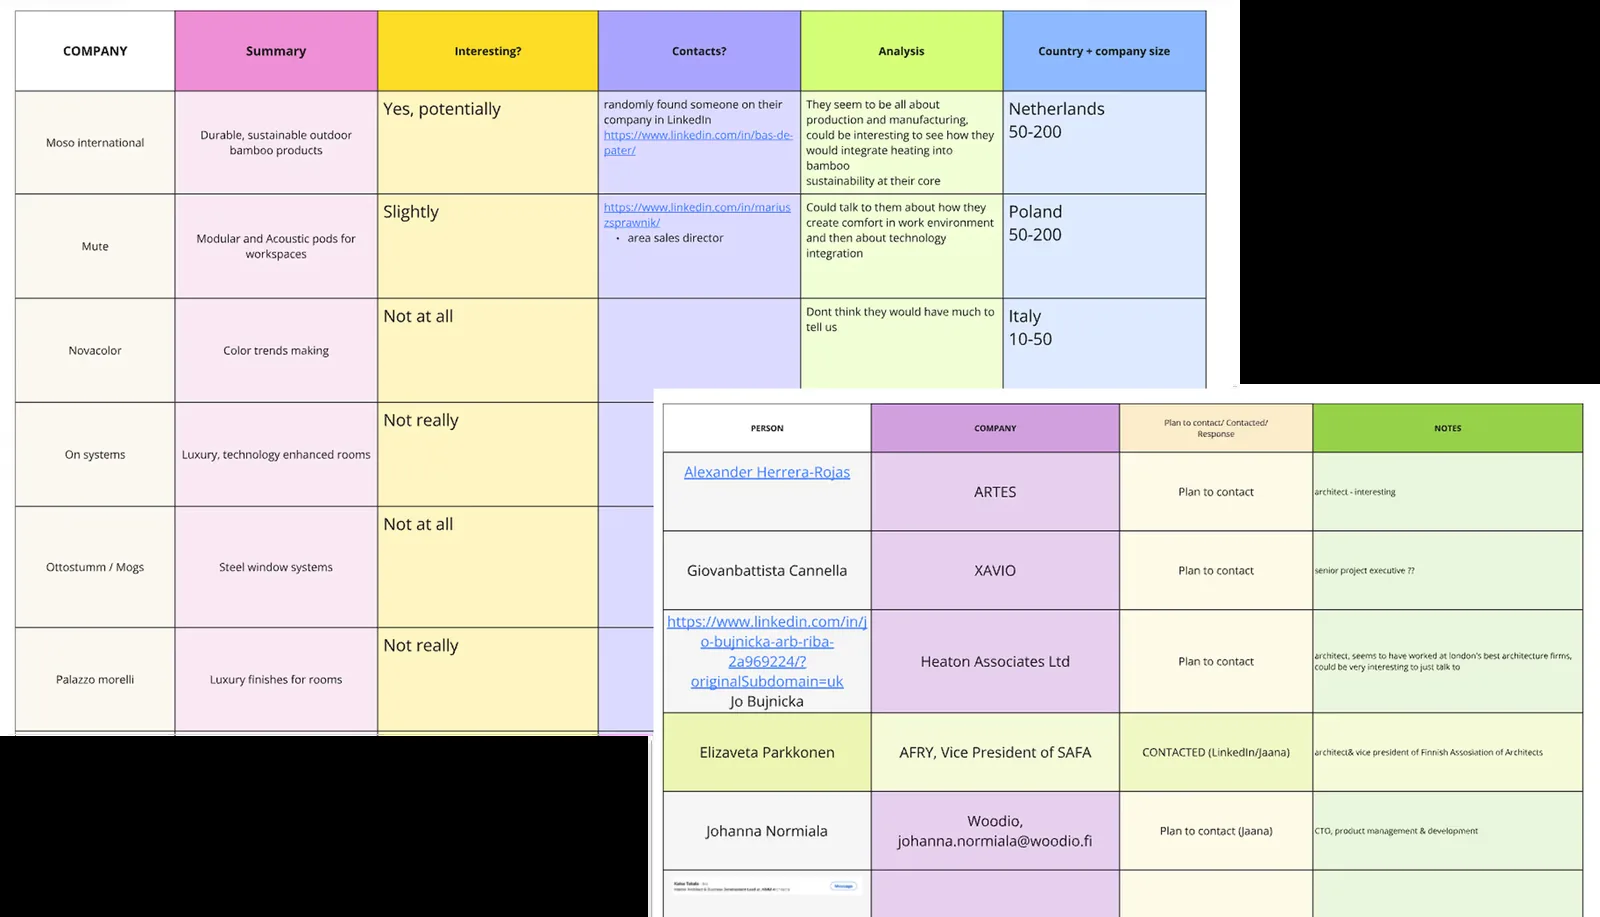 COMPANY
Summary
Interesting?
Contacts?
Analysis
Country + company size
Moso international
Durable, sustainable outdoor
bamboo products
Yes, potentially
randomly found someone on their
company in LinkedIn
https://www.linkedin.com/in/bas-de-
pater/
They seem to be all about
production and manufacturing,
could be interesting to see how they
would integrate heating into
bamboo
sustainability at their core
Netherlands
50-200
Mute
Modular and Acoustic pods for
workspaces
Slightly
https://www.linkedin.com/in/marius
zsprawnik/
• area sales director
Could talk to them about how they
create comfort in work environment
and then about technology
integration
Poland
50-200
Novacolor
Color trends making
Not at all
Dont think they would have much to
tell us
Italy
10-50
On systems
Luxury, technology enhanced rooms
Not really
Ottostumm / Mogs
Steel window systems
Not at all
Palazzo morelli
Luxury finishes for rooms
Not really
PERSON
COMPANY
Plan to contact/ Contacted/
Response
NOTES
Alexander Herrera-Rojas
ARTES
Plan to contact
architect - interesting
Giovanbattista Cannella
XAVIO
Plan to contact
senior project executive ??
https://www.linkedin.com/in/j
o-bujnicka-arb-riba-
2a969224/?
originalSubdomain=uk
Jo Bujnicka
Heaton Associates Ltd
Plan to contact
architect, seems to have worked at london's best architecture firms,
could be very interesting to just talk to
Elizaveta Parkkonen
AFRY, Vice President of SAFA
CONTACTED (LinkedIn/Jaana)
architect& vice president of Finnish Assosiation of Architects
Johanna Normiala
Woodio,
johanna.normiala@woodio.fi
Plan to contact (Jaana)
CTO, product management & development
Message